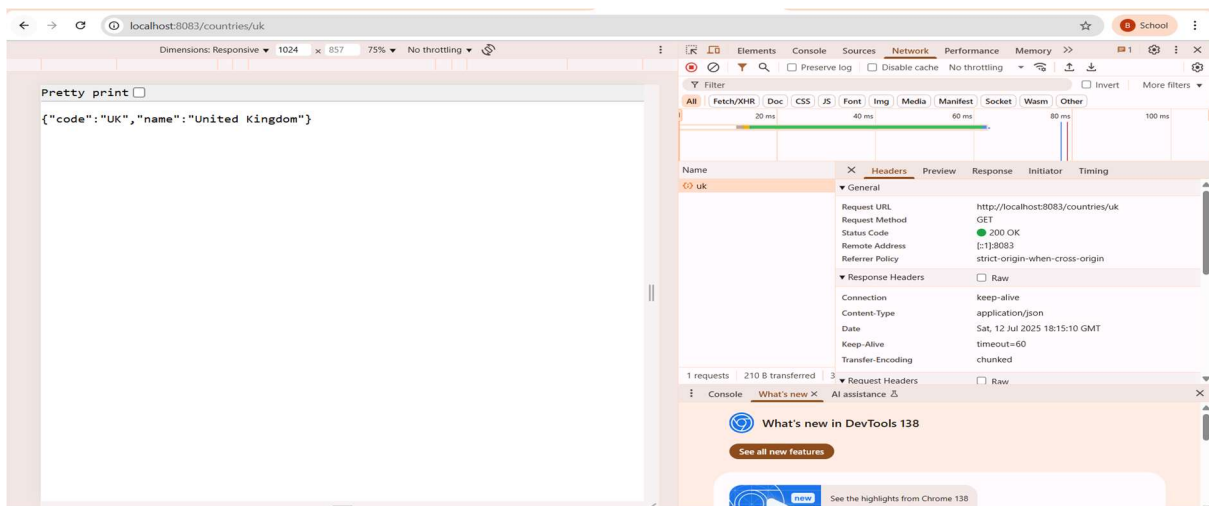 localhost:8083/countries/uk
B School
Dimensions: Responsive 1024 x 857 75% No throttling
Elements Console Sources Network Performance Memory 1
Preserve log Disable cache No throttling
Filter Invert More filters
All Fetch/XHR Doc CSS JS Font Img Media Manifest Socket Wasm Other
20 ms 40 ms 60 ms 80 ms 100 ms
Pretty print
{"code":"UK","name":"United Kingdom"}
Name
uk
Headers Preview Response Initiator Timing
General
Request URL http://localhost:8083/countries/uk
Request Method GET
Status Code 200 OK
Remote Address [::1]:8083
Referrer Policy strict-origin-when-cross-origin
Response Headers Raw
Connection keep-alive
Content-Type application/json
Date Sat, 12 Jul 2025 18:15:10 GMT
Keep-Alive timeout=60
Transfer-Encoding chunked
Request Headers Raw
1 requests 210 B transferred 3
Console What's new AI assistance
What's new in DevTools 138
See all new features
new See the highlights from Chrome 138